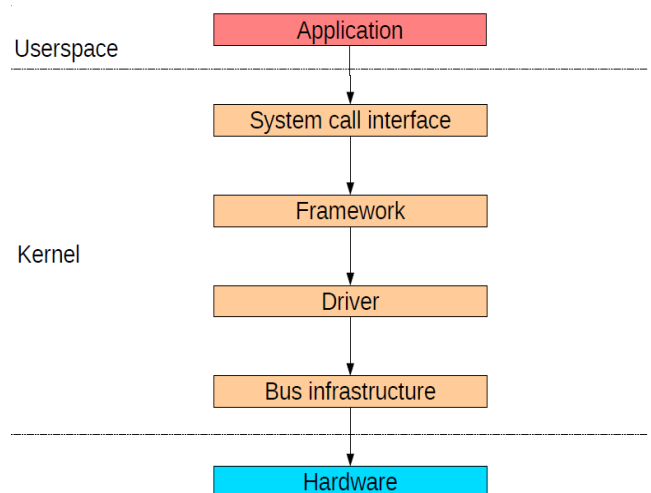 Application
Userspace
System call interface
Framework
Kernel
Driver
Bus infrastructure
Hardware